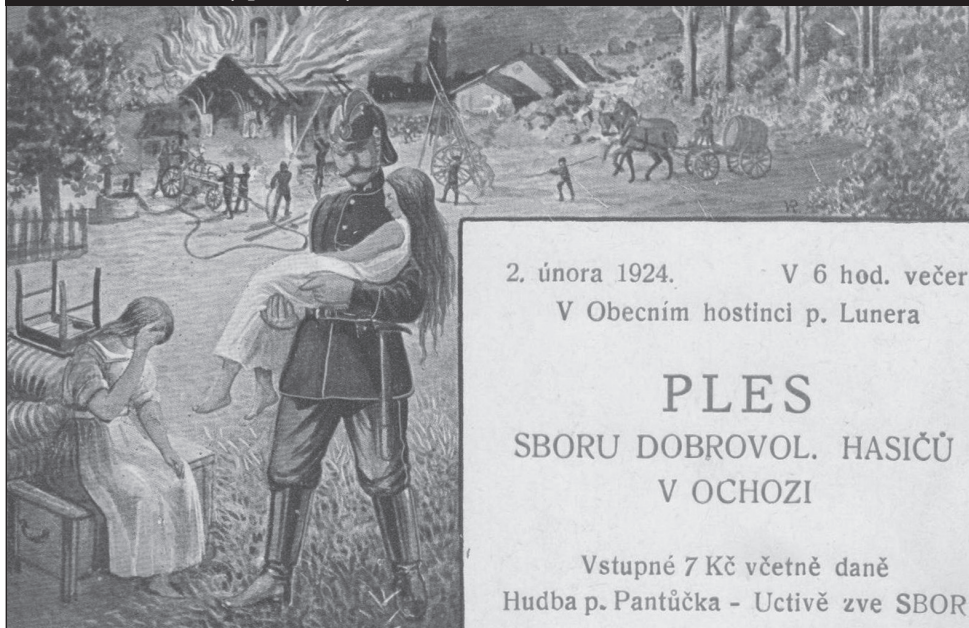 2. února 1924. V 6 hod. večer
V Obecním hostinci p. Lunera
PLES
SBORU DOBROVOL. HASIČŮ
V OCHOZI
Vstupné 7 Kč včetně daně
Hudba p. Pantůčka - Uctivě zve SBOR